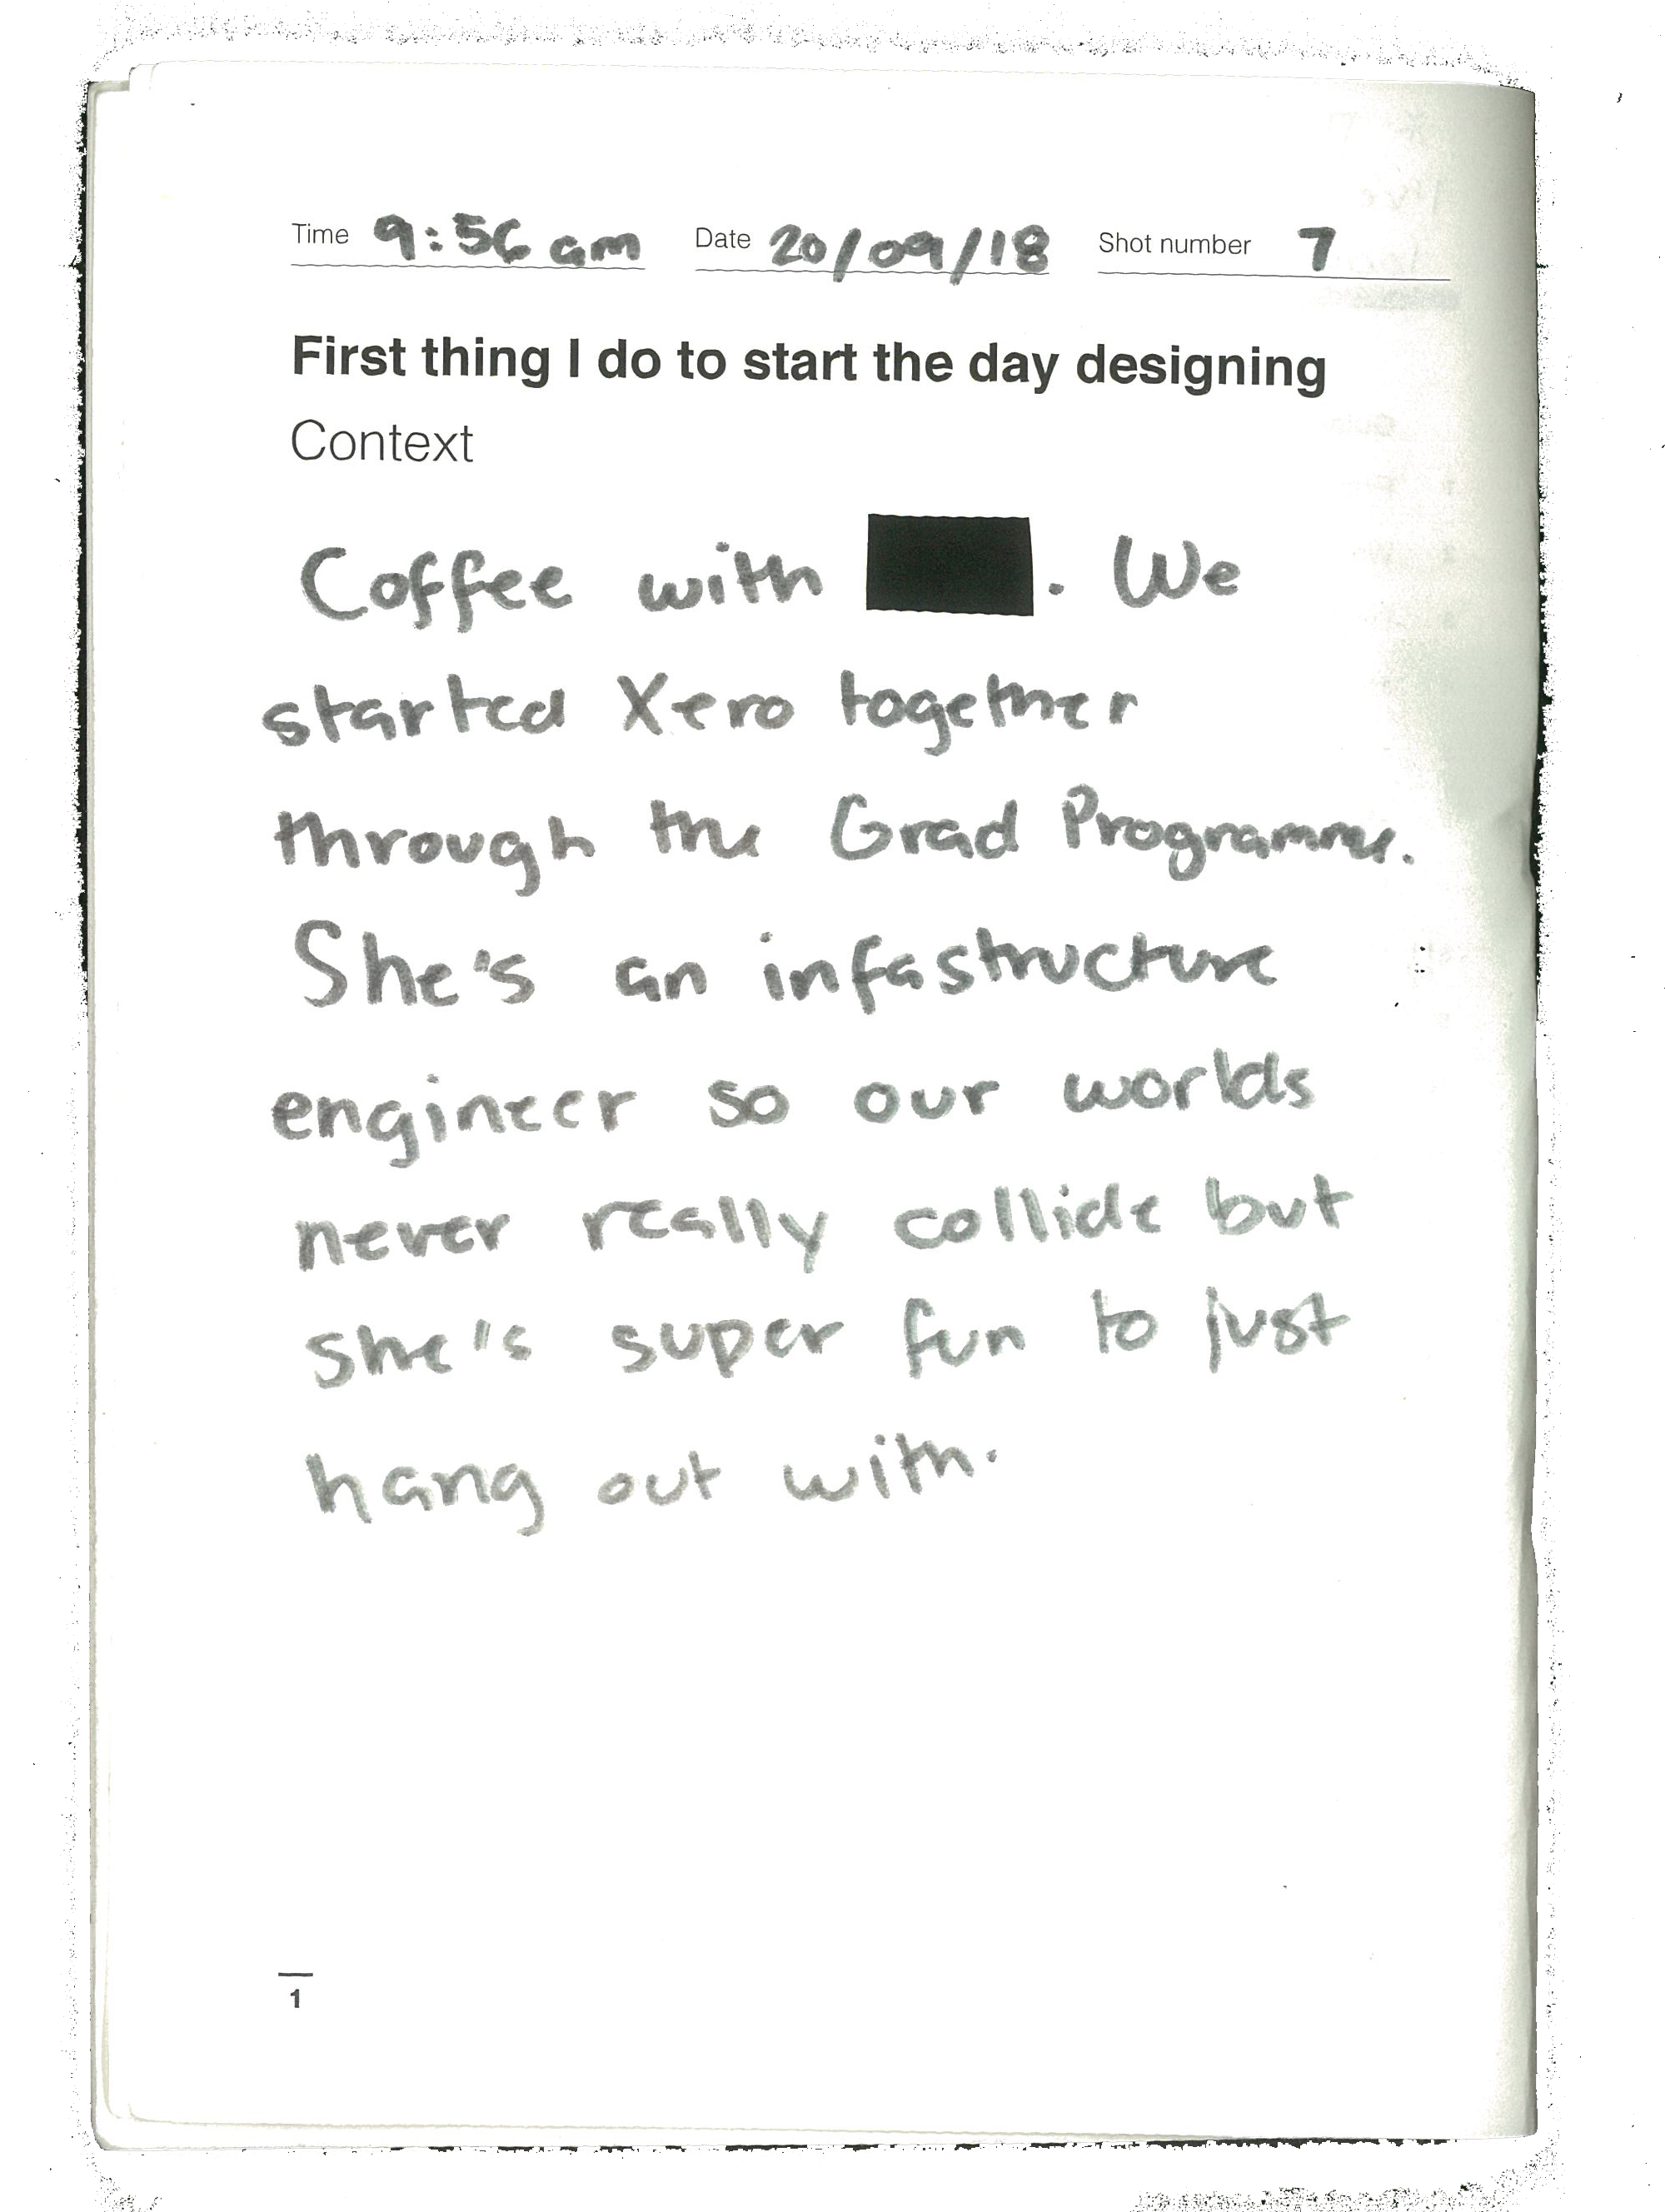 Time 9:56 am Date 20/09/18 Shot number 7
First thing I do to start the day designing
Context
Coffee with . We
started Xero together
through the Grad Programme.
She's an infastructure
engineer so our worlds
never really collide but
she's super fun to just
hang out with.
1